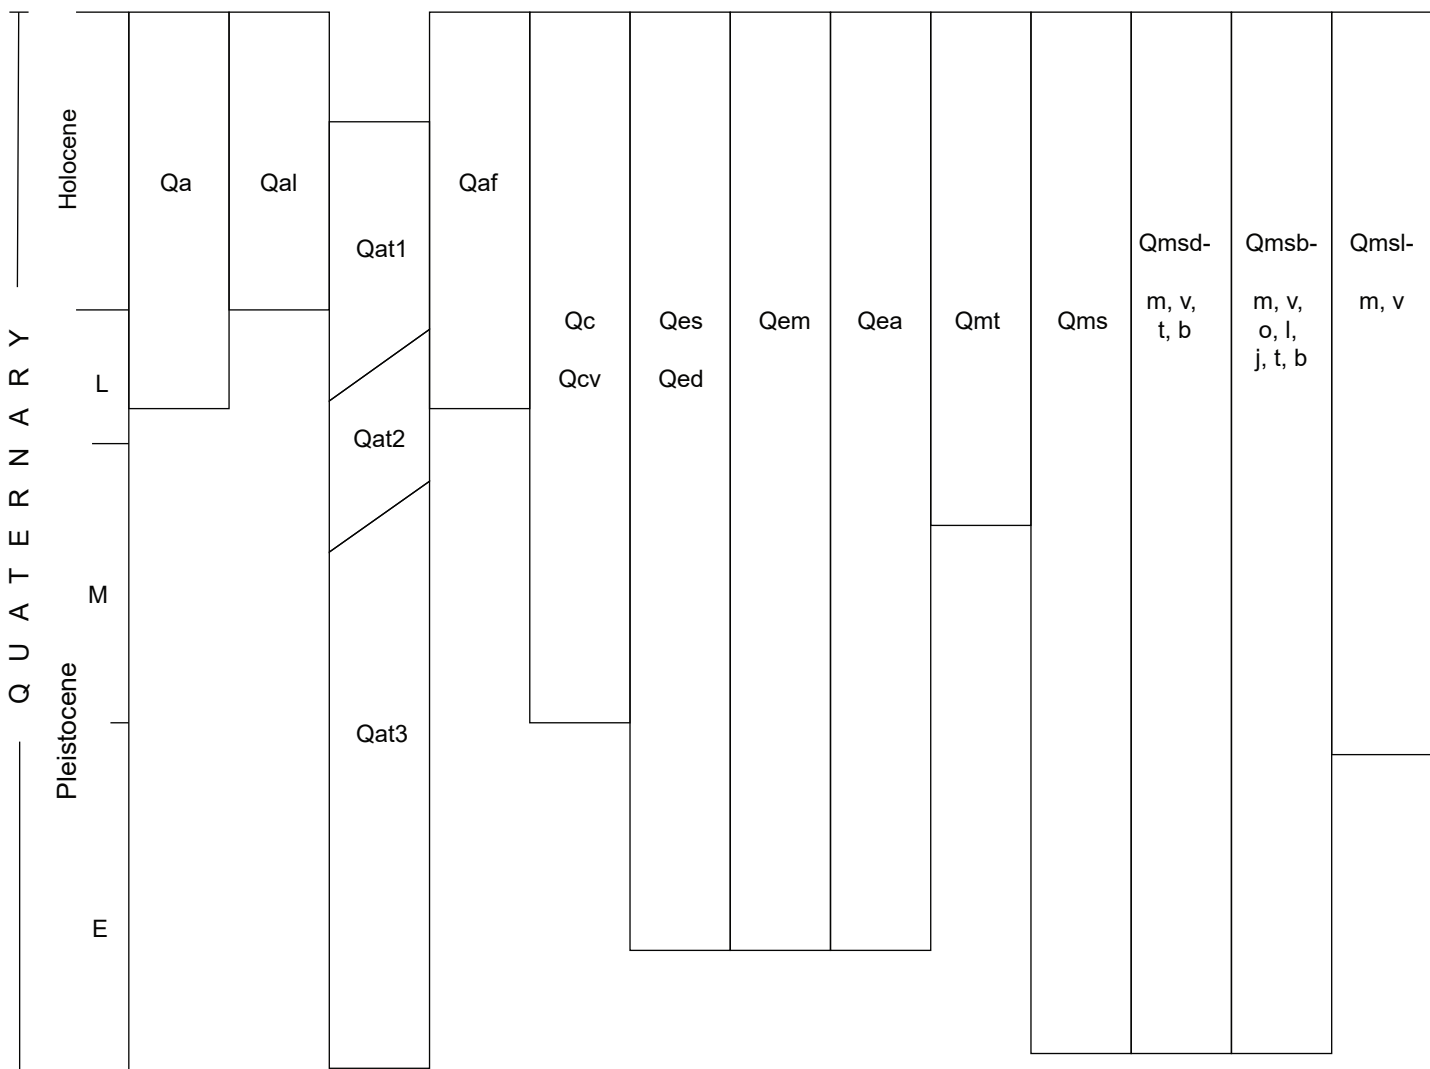 QUATERNARY
Holocene
Pleistocene
L
M
E
Qa
Qal
Qat1
Qat2
Qat3
Qaf
Qc
Qcv
Qes
Qed
Qem
Qea
Qmt
Qms
Qmsd-
m, v,
t, b
Qmsb-
m, v,
o, l,
j, t, b
Qmsl-
m, v